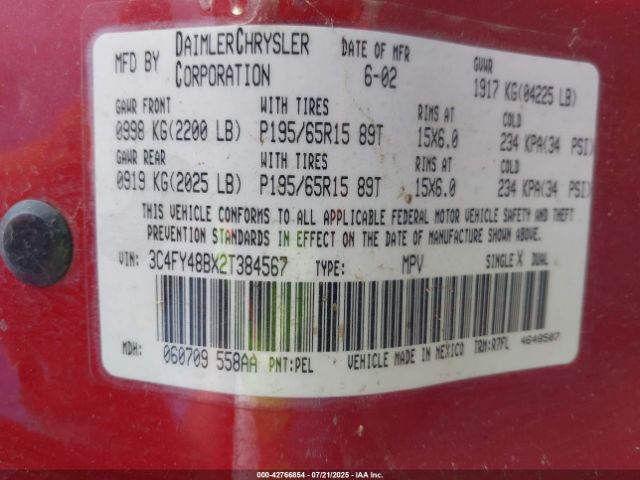 MFD BY DAIMLERCHRYSLER CORPORATION DATE OF MFR 6-02 GVWR 1917 KG(04225 LB)
GAWR FRONT WITH TIRES RIMS AT COLD
0998 KG(2200 LB) P195/65R15 89T 15X6.0 234 KPA(34 PSI)
GAWR REAR WITH TIRES RIMS AT COLD
0919 KG(2025 LB) P195/65R15 89T 15X6.0 234 KPA(34 PSI)
THIS VEHICLE CONFORMS TO ALL APPLICABLE FEDERAL MOTOR VEHICLE SAFETY AND THEFT
PREVENTION STANDARDS IN EFFECT ON THE DATE OF MANUFACTURE SHOWN ABOVE.
VIN: 3C4FY48BX2T384567 TYPE: MPV SINGLE X DUAL
MDH: 060709 558AA PNT:PEL VEHICLE MADE IN MEXICO TRM:R7FL 4648507
000-42766854 - 07/21/2025 - IAAI.com